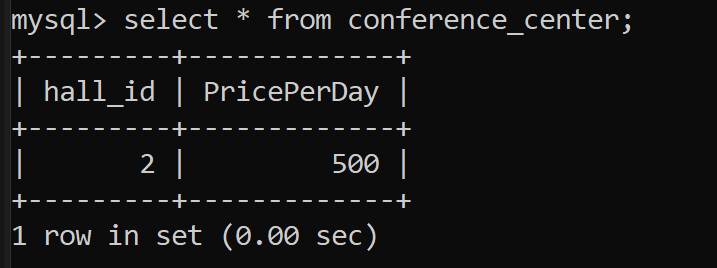 mysql> select * from conference_center;
+---------+-------------+
| hall_id | PricePerDay |
+---------+-------------+
|       2 |         500 |
+---------+-------------+
1 row in set (0.00 sec)